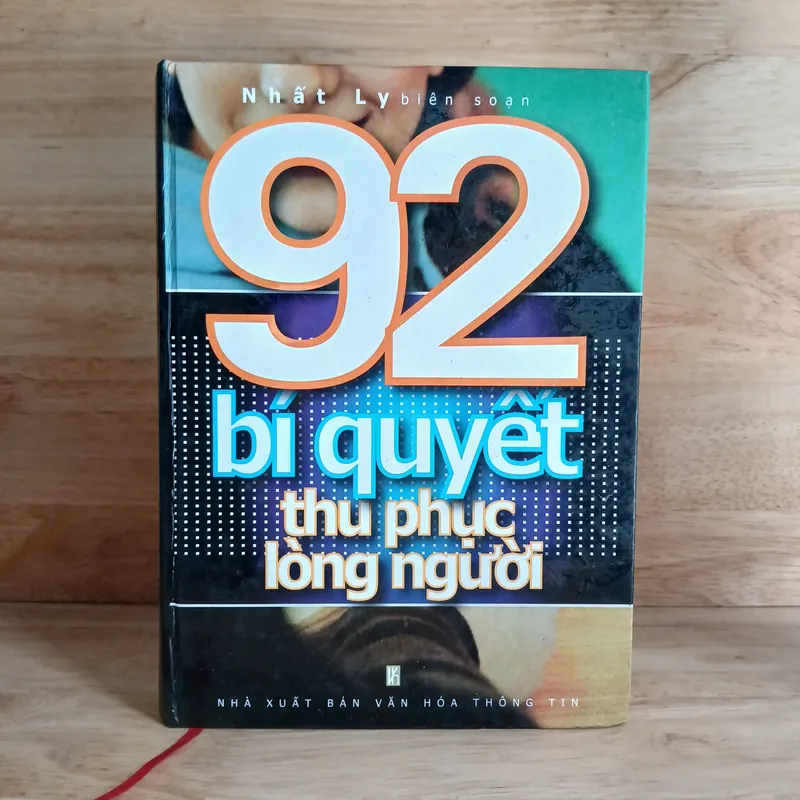 Nhất Ly biên soạn
92
bí quyết
thu phục
lòng người
NHÀ XUẤT BẢN VĂN HÓA THÔNG TIN